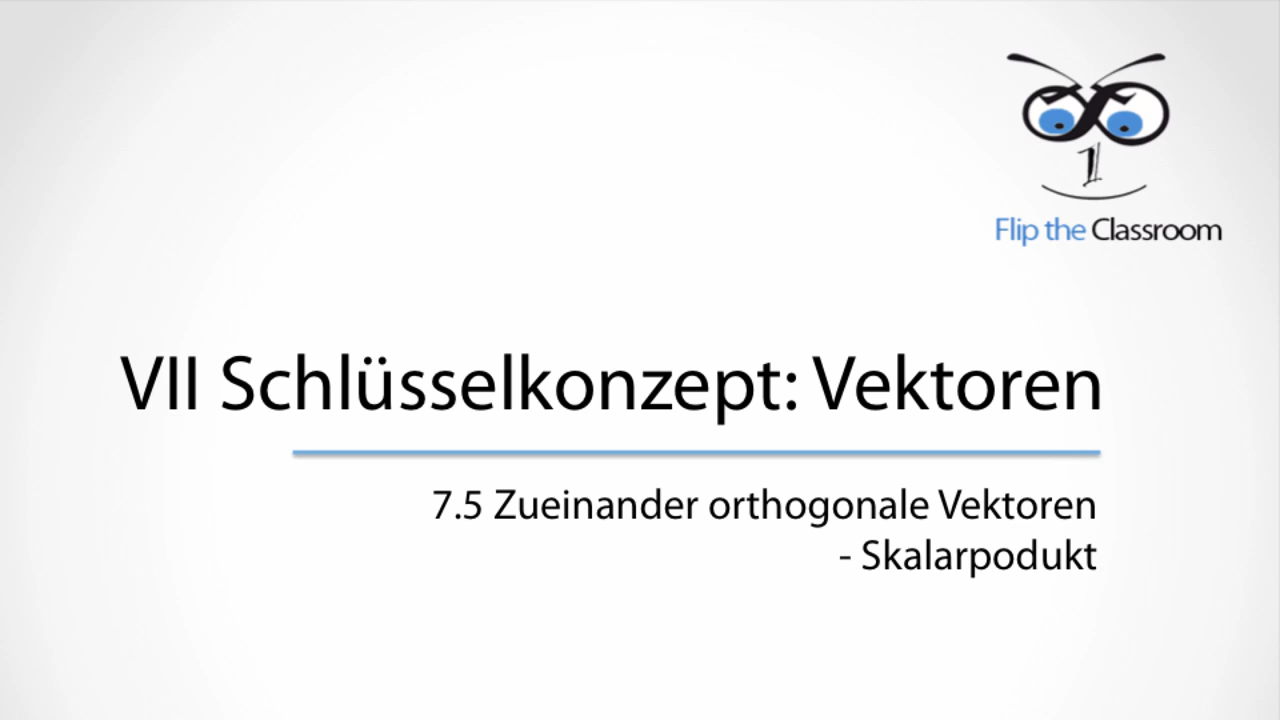 Flip the Classroom
VII Schlüsselkonzept: Vektoren
7.5 Zueinander orthogonale Vektoren
- Skalarpodukt